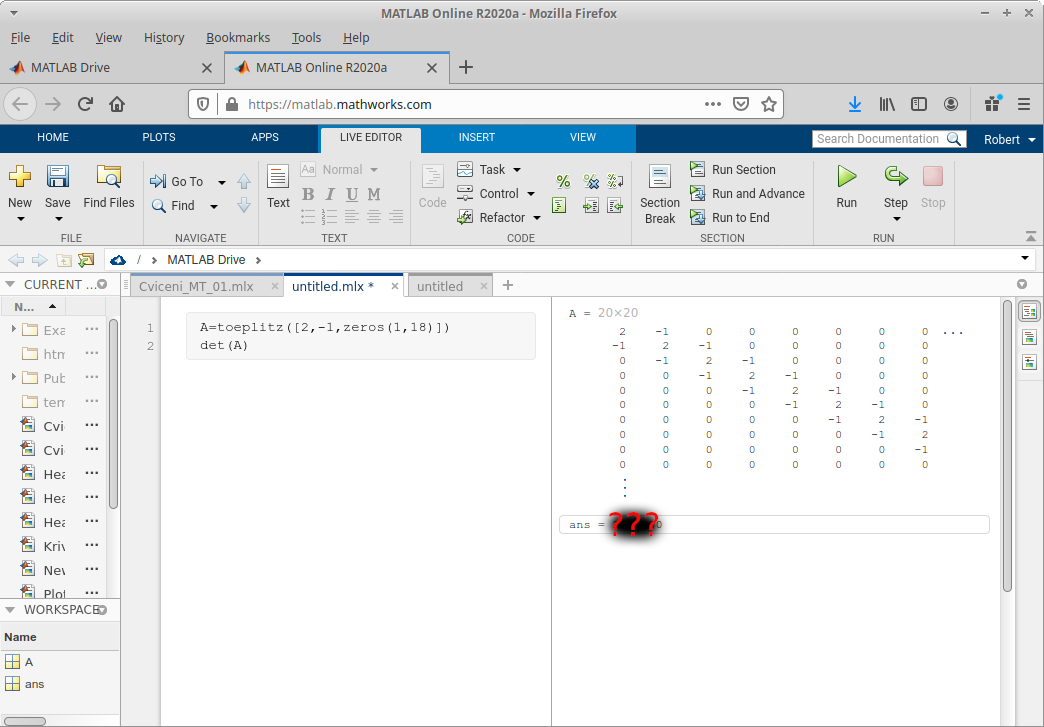 MATLAB Online R2020a - Mozilla Firefox
File Edit View History Bookmarks Tools Help
MATLAB Drive MATLAB Online R2020a
https://matlab.mathworks.com
HOME PLOTS APPS LIVE EDITOR INSERT VIEW Search Documentation Robert
New Save Find Files Go To Find Text Aa Normal B I U M Code Task Control Refactor Section Break Run Section Run and Advance Run to End Run Step Stop
FILE NAVIGATE TEXT CODE SECTION RUN
/ MATLAB Drive
CURRENT ... Cviceni_MT_01.mlx untitled.mlx * untitled
N...
Exa
htm
Pub
tem
Cvi
Cvi
Hea
Hea
Hea
Kriv
Nev
Plot
WORKSPACE
Name
A
ans
1 A=toeplitz([2,-1,zeros(1,18)])
2 det(A)
A = 20×20
2 -1 0 0 0 0 0 0 ...
-1 2 -1 0 0 0 0 0
0 -1 2 -1 0 0 0 0
0 0 -1 2 -1 0 0 0
0 0 0 -1 2 -1 0 0
0 0 0 0 -1 2 -1 0
0 0 0 0 0 -1 2 -1
0 0 0 0 0 0 -1 2
0 0 0 0 0 0 0 -1
0 0 0 0 0 0 0 0
ans = ???